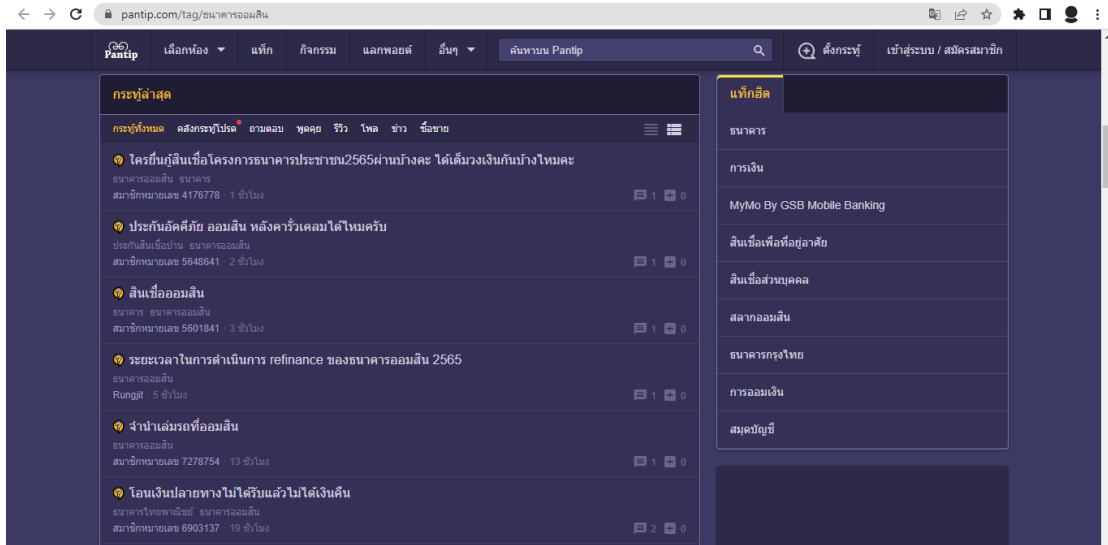 pantip.com/tag/ธนาคารออมสิน
Pantip เลือกห้อง แท็ก กิจกรรม แลกพอยต์ อื่นๆ ค้นหาบน Pantip ตั้งกระทู้ เข้าสู่ระบบ / สมัครสมาชิก
กระทู้ล่าสุด
กระทู้ทั้งหมด คลังกระทู้โปรด ถามตอบ พูดคุย รีวิว โพล ข่าว ซื้อขาย
ใครยื่นกู้สินเชื่อโครงการธนาคารประชาชน2565ผ่านบ้างคะ ได้เต็มวงเงินกันบ้างไหมคะ
ธนาคารออมสิน ธนาคาร
สมาชิกหมายเลข 4176778 · 1 ชั่วโมง 1 0
ประกันอัคคีภัย ออมสิน หลังคารั่วเคลมได้ไหมครับ
ประกันสินเชื่อบ้าน ธนาคารออมสิน
สมาชิกหมายเลข 5648641 · 2 ชั่วโมง 1 0
สินเชื่อออมสิน
ธนาคาร ธนาคารออมสิน
สมาชิกหมายเลข 5601841 · 3 ชั่วโมง 1 0
ระยะเวลาในการดำเนินการ refinance ของธนาคารออมสิน 2565
ธนาคารออมสิน
Rungjit · 5 ชั่วโมง 1 0
จำนำเล่มรถที่ออมสิน
ธนาคารออมสิน
สมาชิกหมายเลข 7278754 · 13 ชั่วโมง 1 0
โอนเงินปลายทางไม่ได้รับแล้วไม่ได้เงินคืน
ธนาคารไทยพาณิชย์ ธนาคารออมสิน
สมาชิกหมายเลข 6903137 · 19 ชั่วโมง 2 0
แท็กฮิต
ธนาคาร
การเงิน
MyMo By GSB Mobile Banking
สินเชื่อเพื่อที่อยู่อาศัย
สินเชื่อส่วนบุคคล
สลากออมสิน
ธนาคารกรุงไทย
การออมเงิน
สมุดบัญชี